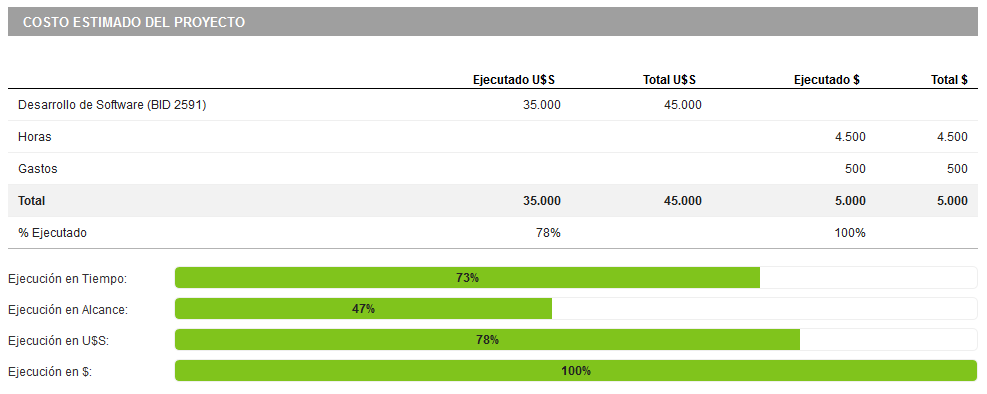 COSTO ESTIMADO DEL PROYECTO
Ejecutado U$S Total U$S Ejecutado $ Total $
Desarrollo de Software (BID 2591) 35.000 45.000
Horas 4.500 4.500
Gastos 500 500
Total 35.000 45.000 5.000 5.000
% Ejecutado 78% 100%
Ejecución en Tiempo: 73%
Ejecución en Alcance: 47%
Ejecución en U$S: 78%
Ejecución en $: 100%